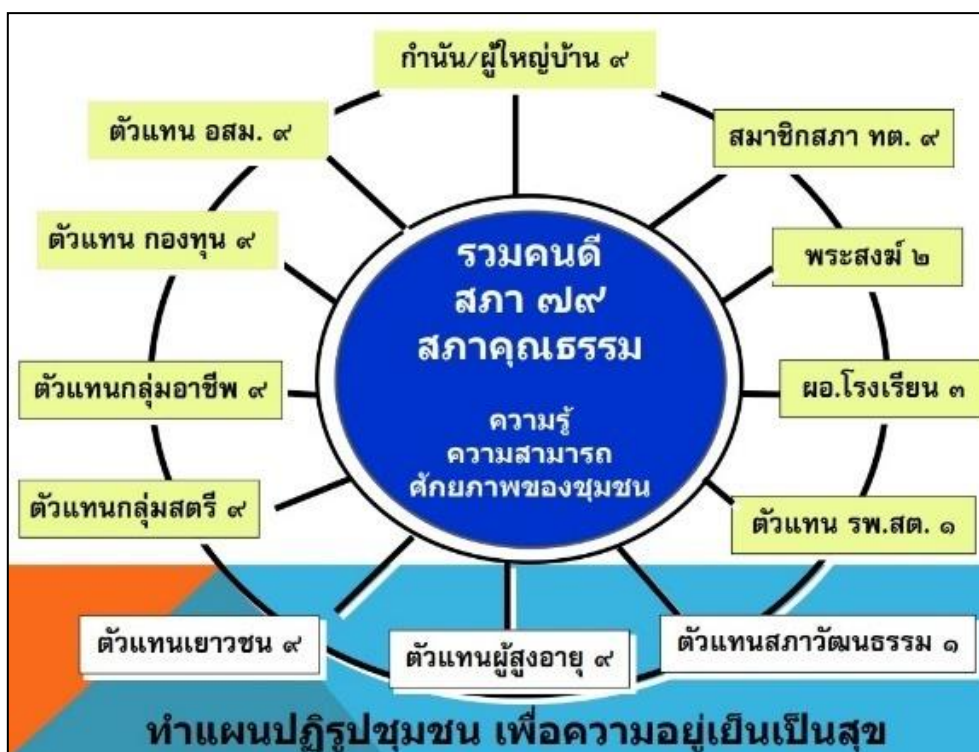 กำนัน/ผู้ใหญ่บ้าน ๙
ตัวแทน อสม. ๙
สมาชิกสภา ทต. ๙
ตัวแทน กองทุน ๙
พระสงฆ์ ๒
รวมคนดี
สภา ๗๙
สภาคุณธรรม
ความรู้
ความสามารถ
ศักยภาพของชุมชน
ตัวแทนกลุ่มอาชีพ ๙
ผอ.โรงเรียน ๓
ตัวแทนกลุ่มสตรี ๙
ตัวแทน รพ.สต. ๑
ตัวแทนเยาวชน ๙
ตัวแทนผู้สูงอายุ ๙
ตัวแทนสภาวัฒนธรรม ๑
ทำแผนปฏิรูปชุมชน เพื่อความอยู่เย็นเป็นสุข